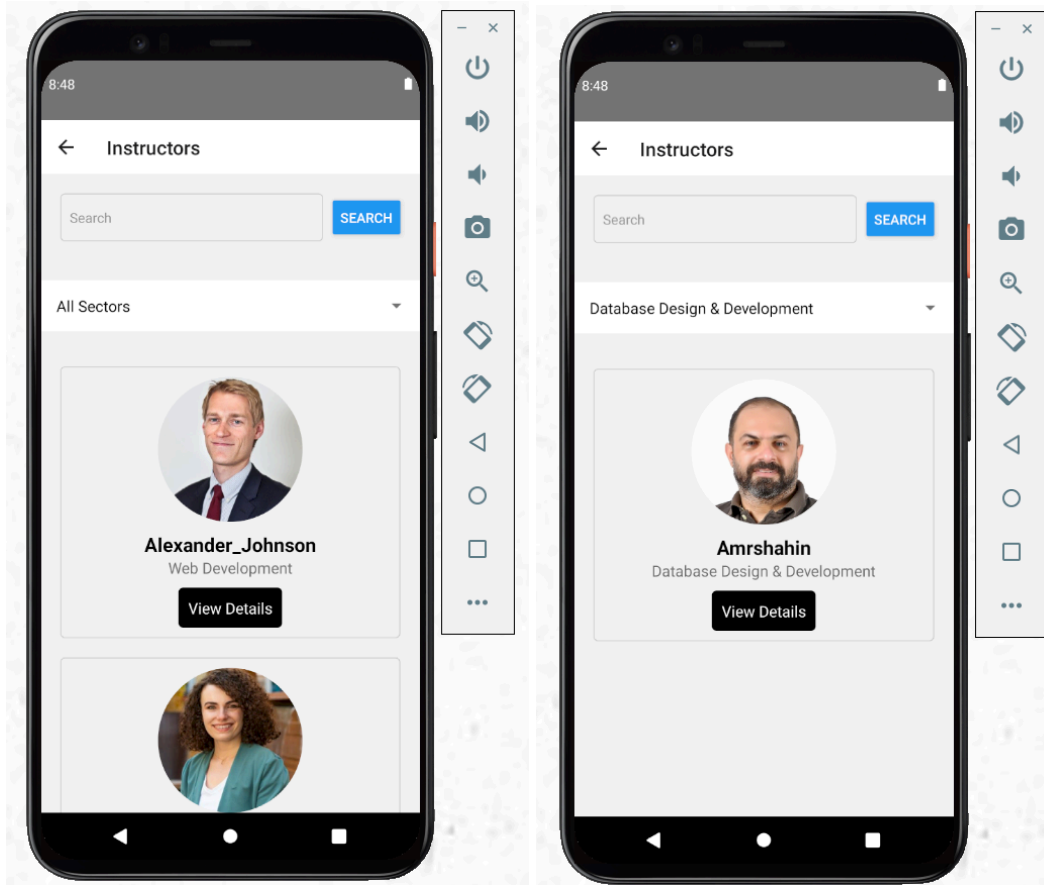 8:48
Instructors
Search
SEARCH
All Sectors
Alexander_Johnson
Web Development
View Details
8:48
Instructors
Search
SEARCH
Database Design & Development
Amrshahin
Database Design & Development
View Details